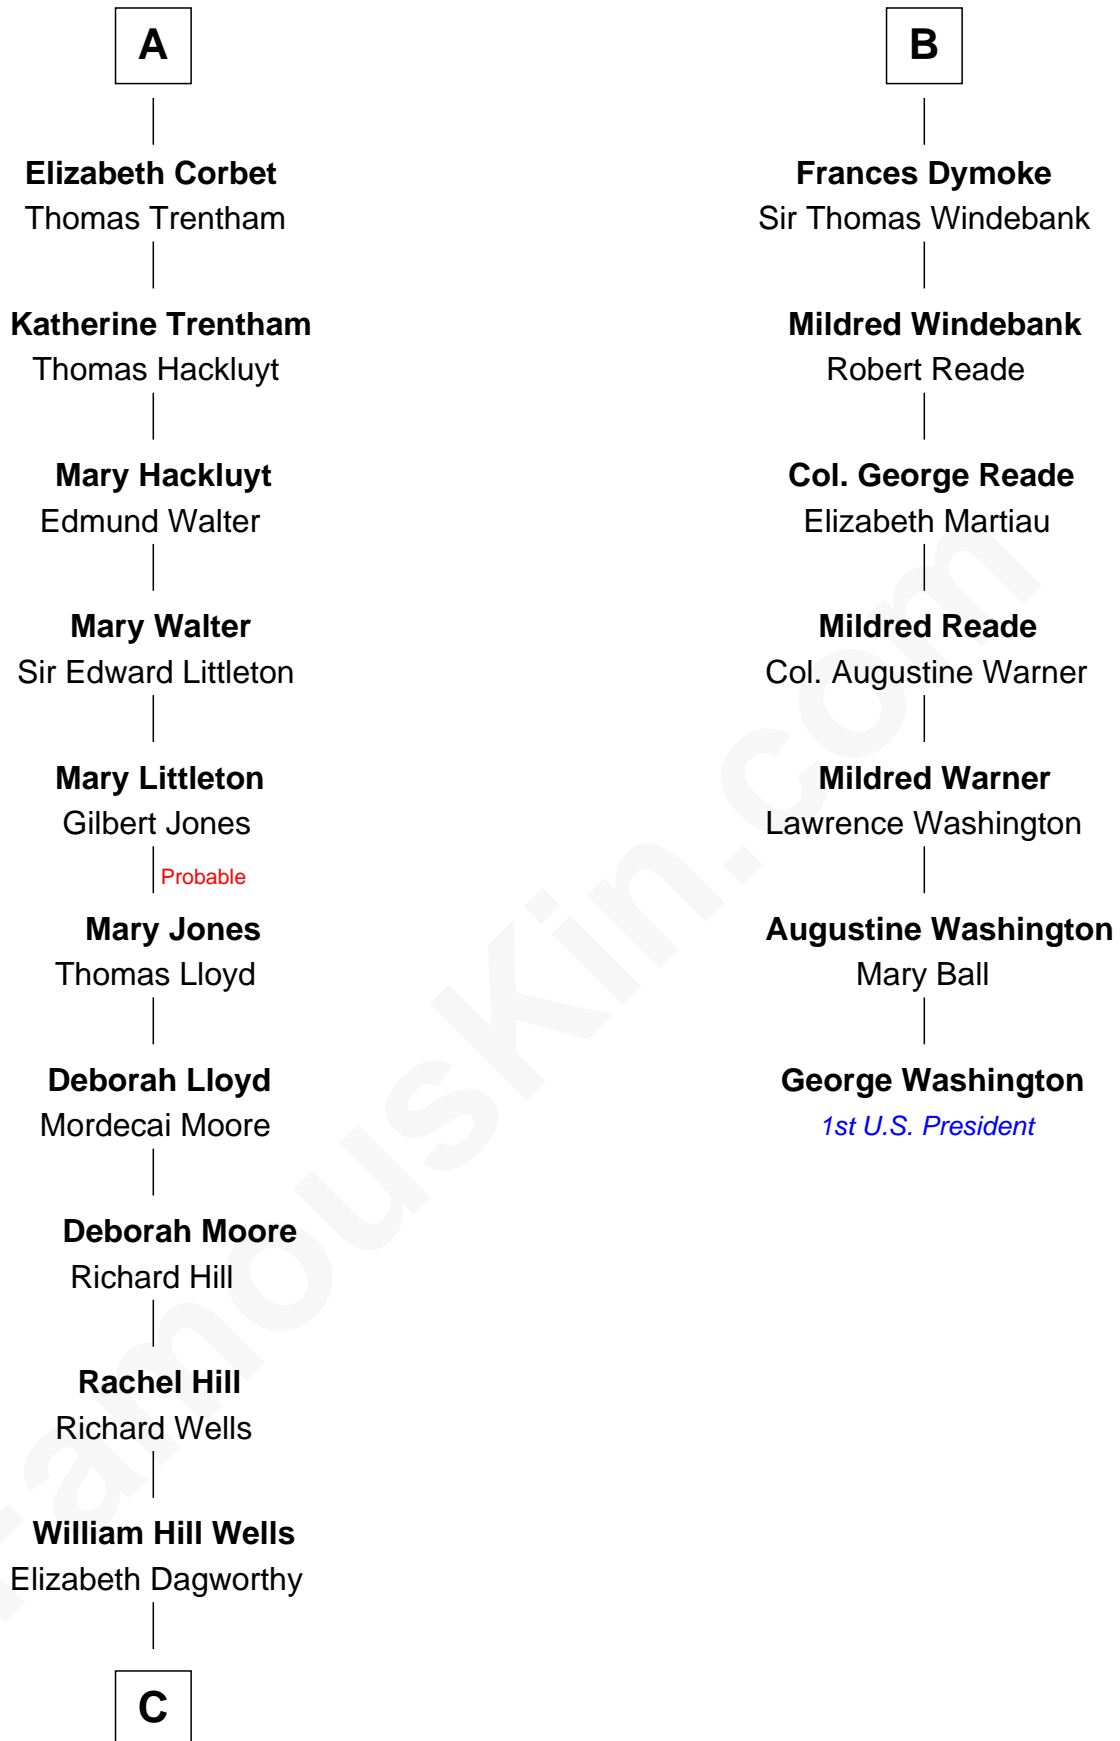 A
Elizabeth Corbet
Thomas Trentham
Katherine Trentham
Thomas Hackluyt
Mary Hackluyt
Edmund Walter
Mary Walter
Sir Edward Littleton
Mary Littleton
Gilbert Jones
Probable
Mary Jones
Thomas Lloyd
Deborah Lloyd
Mordecai Moore
Deborah Moore
Richard Hill
Rachel Hill
Richard Wells
William Hill Wells
Elizabeth Dagworthy
C
B
Frances Dymoke
Sir Thomas Windebank
Mildred Windebank
Robert Reade
Col. George Reade
Elizabeth Martiau
Mildred Reade
Col. Augustine Warner
Mildred Warner
Lawrence Washington
Augustine Washington
Mary Ball
George Washington
1st U.S. President
FamousKin.com